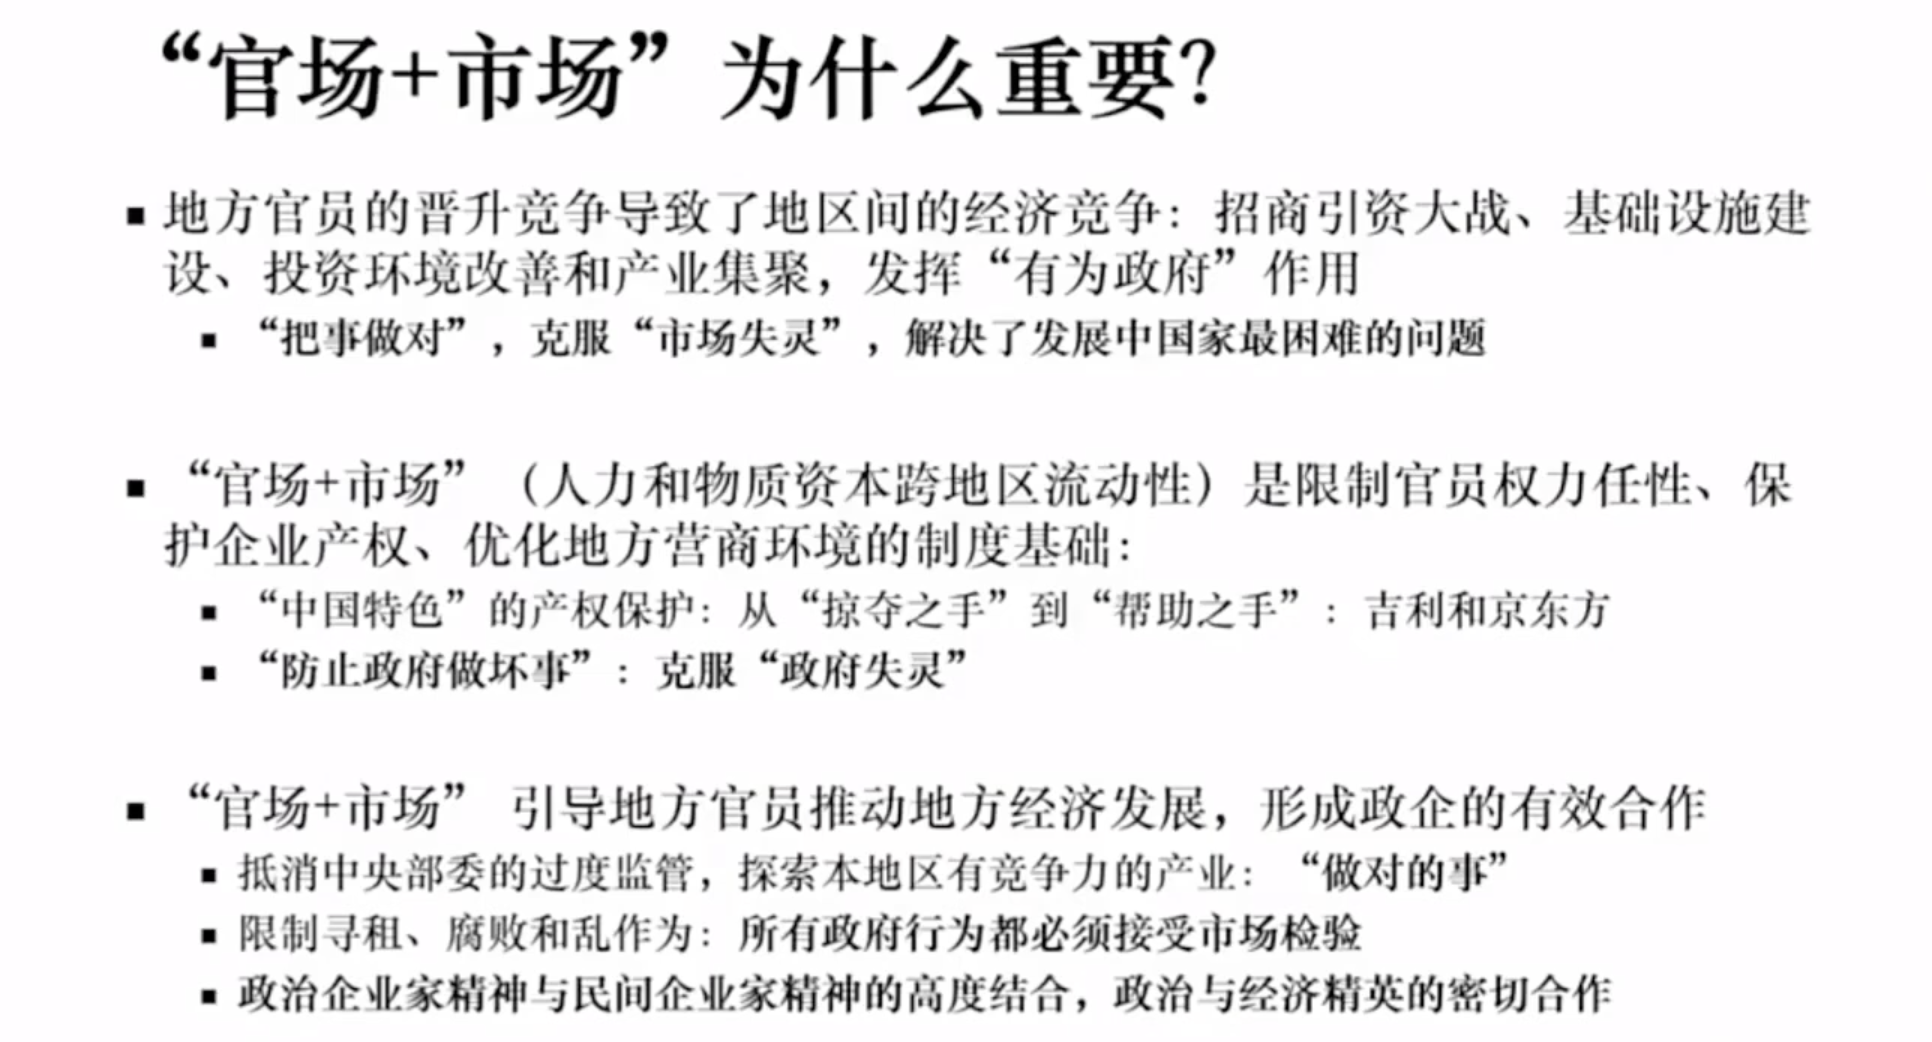 “官场+市场”为什么重要?
▪ 地方官员的晋升竞争导致了地区间的经济竞争：招商引资大战、基础设施建
设、投资环境改善和产业集聚，发挥“有为政府”作用
▪ “把事做对”，克服“市场失灵”，解决了发展中国家最困难的问题
▪ “官场+市场”（人力和物质资本跨地区流动性）是限制官员权力任性、保
护企业产权、优化地方营商环境的制度基础：
▪ “中国特色”的产权保护：从“掠夺之手”到“帮助之手”：吉利和京东方
▪ “防止政府做坏事”：克服“政府失灵”
▪ “官场+市场” 引导地方官员推动地方经济发展，形成政企的有效合作
▪ 抵消中央部委的过度监管，探索本地区有竞争力的产业：“做对的事”
▪ 限制寻租、腐败和乱作为：所有政府行为都必须接受市场检验
▪ 政治企业家精神与民间企业家精神的高度结合，政治与经济精英的密切合作